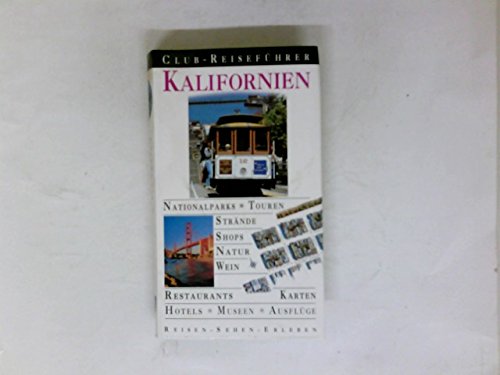 CLUB-REISEFÜHRER
KALIFORNIEN
NATIONALPARKS * TOUREN
STRÄNDE
SHOPS
NATUR
WEIN
RESTAURANTS KARTEN
HOTELS * MUSEEN * AUSFLÜGE
REISEN-SEHEN-ERLEBEN